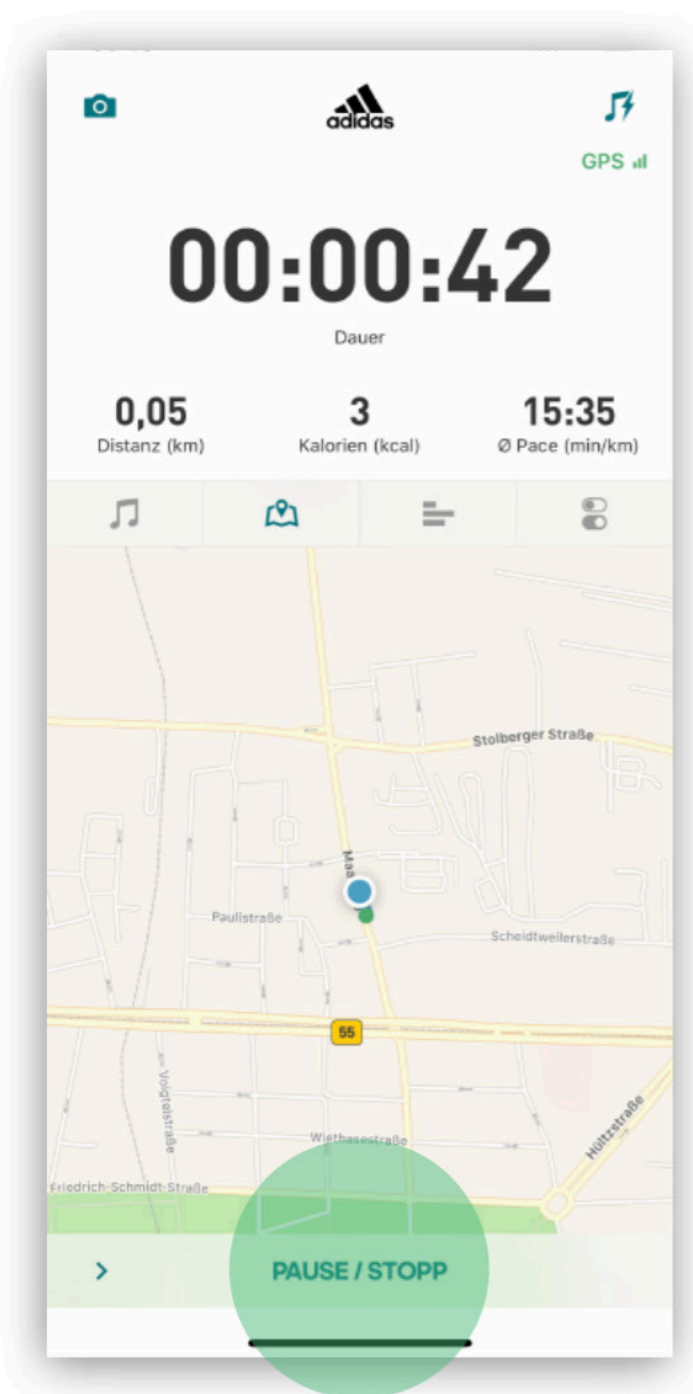 adidas
GPS
00:00:42
Dauer
0,05 3 15:35
Distanz (km) Kalorien (kcal) Ø Pace (min/km)
Stolberger Straße
Maa
Paulistraße
Scheidtweilerstraße
55
Voigtelstraße
Wiethasestraße
Hültzstraße
Friedrich-Schmidt-Straße
PAUSE / STOPP